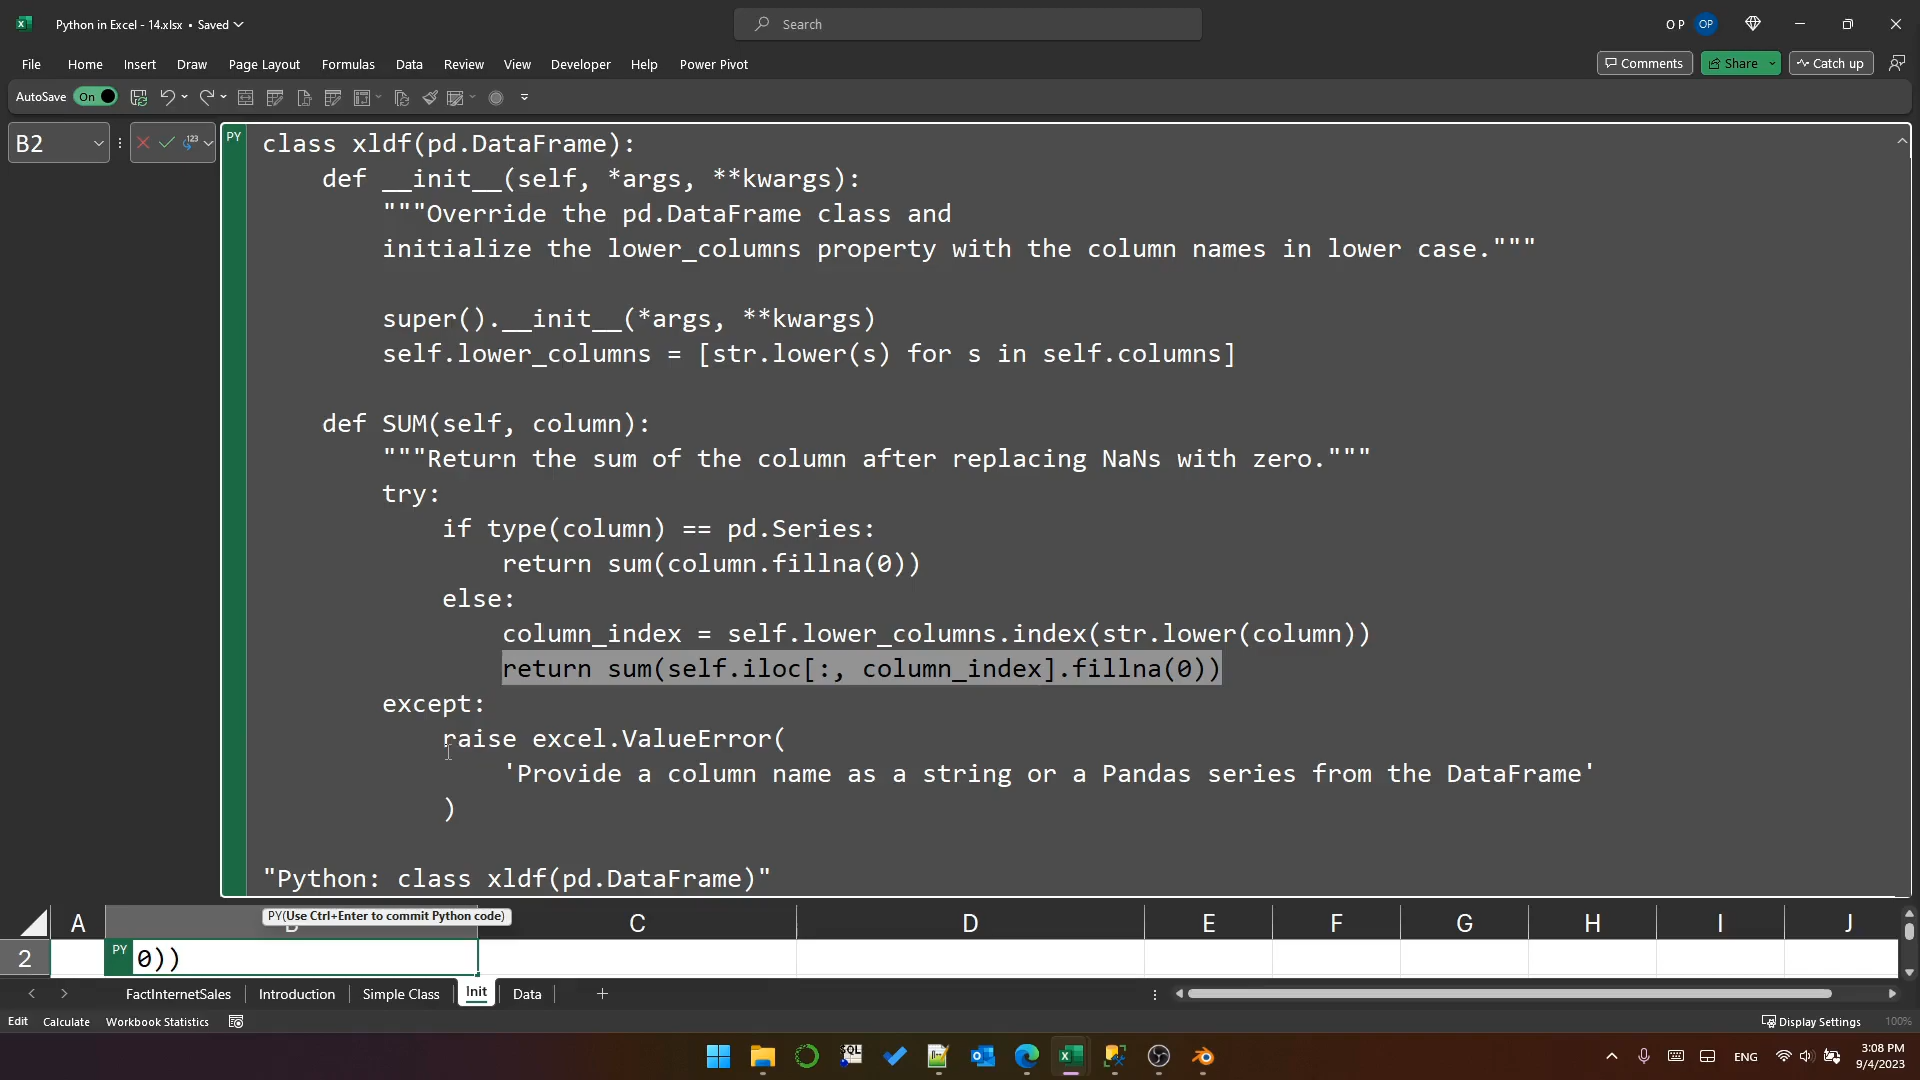 Python in Excel - 14.xlsx • Saved
Search
O P OP
File Home Insert Draw Page Layout Formulas Data Review View Developer Help Power Pivot
Comments Share Catch up
AutoSave On
B2
PY
class xldf(pd.DataFrame):
def __init__(self, *args, **kwargs):
"""Override the pd.DataFrame class and
initialize the lower_columns property with the column names in lower case."""
super().__init__(*args, **kwargs)
self.lower_columns = [str.lower(s) for s in self.columns]
def SUM(self, column):
"""Return the sum of the column after replacing NaNs with zero."""
try:
if type(column) == pd.Series:
return sum(column.fillna(0))
else:
column_index = self.lower_columns.index(str.lower(column))
return sum(self.iloc[:, column_index].fillna(0))
except:
raise excel.ValueError(
'Provide a column name as a string or a Pandas series from the DataFrame'
)
"Python: class xldf(pd.DataFrame)"
PY(Use Ctrl+Enter to commit Python code)
A C D E F G H I J
2 PY 0))
FactInternetSales Introduction Simple Class Init Data
Edit Calculate Workbook Statistics
Display Settings 100%
SQL
ENG
3:08 PM
9/4/2023